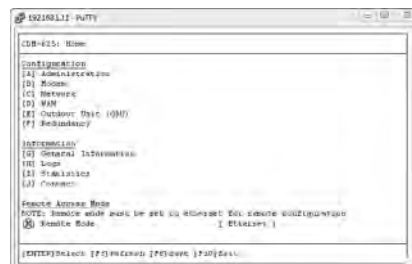 192.168.1.1 - PuTTY
CDM-625: Home
Configuration
[A] Administration
[B] Modem
[C] Network
[D] WAN
[E] Outdoor Unit (ODU)
[F] Redundancy
Information
[G] General Information
[H] Logs
[I] Statistics
[J] Contact
Remote Access Mode
NOTE: Remote mode must be set to ethernet for remote configuration
(X) Remote Mode [ Ethernet ]
[ENTER]Select [F5]refresh [F6]save [F10]Exit